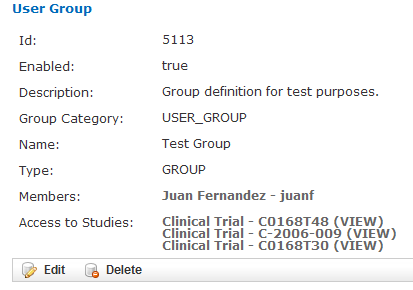 User Group
Id: 5113
Enabled: true
Description: Group definition for test purposes.
Group Category: USER_GROUP
Name: Test Group
Type: GROUP
Members: Juan Fernandez - juanf
Access to Studies: Clinical Trial - C0168T48 (VIEW)
Clinical Trial - C-2006-009 (VIEW)
Clinical Trial - C0168T30 (VIEW)
Edit Delete